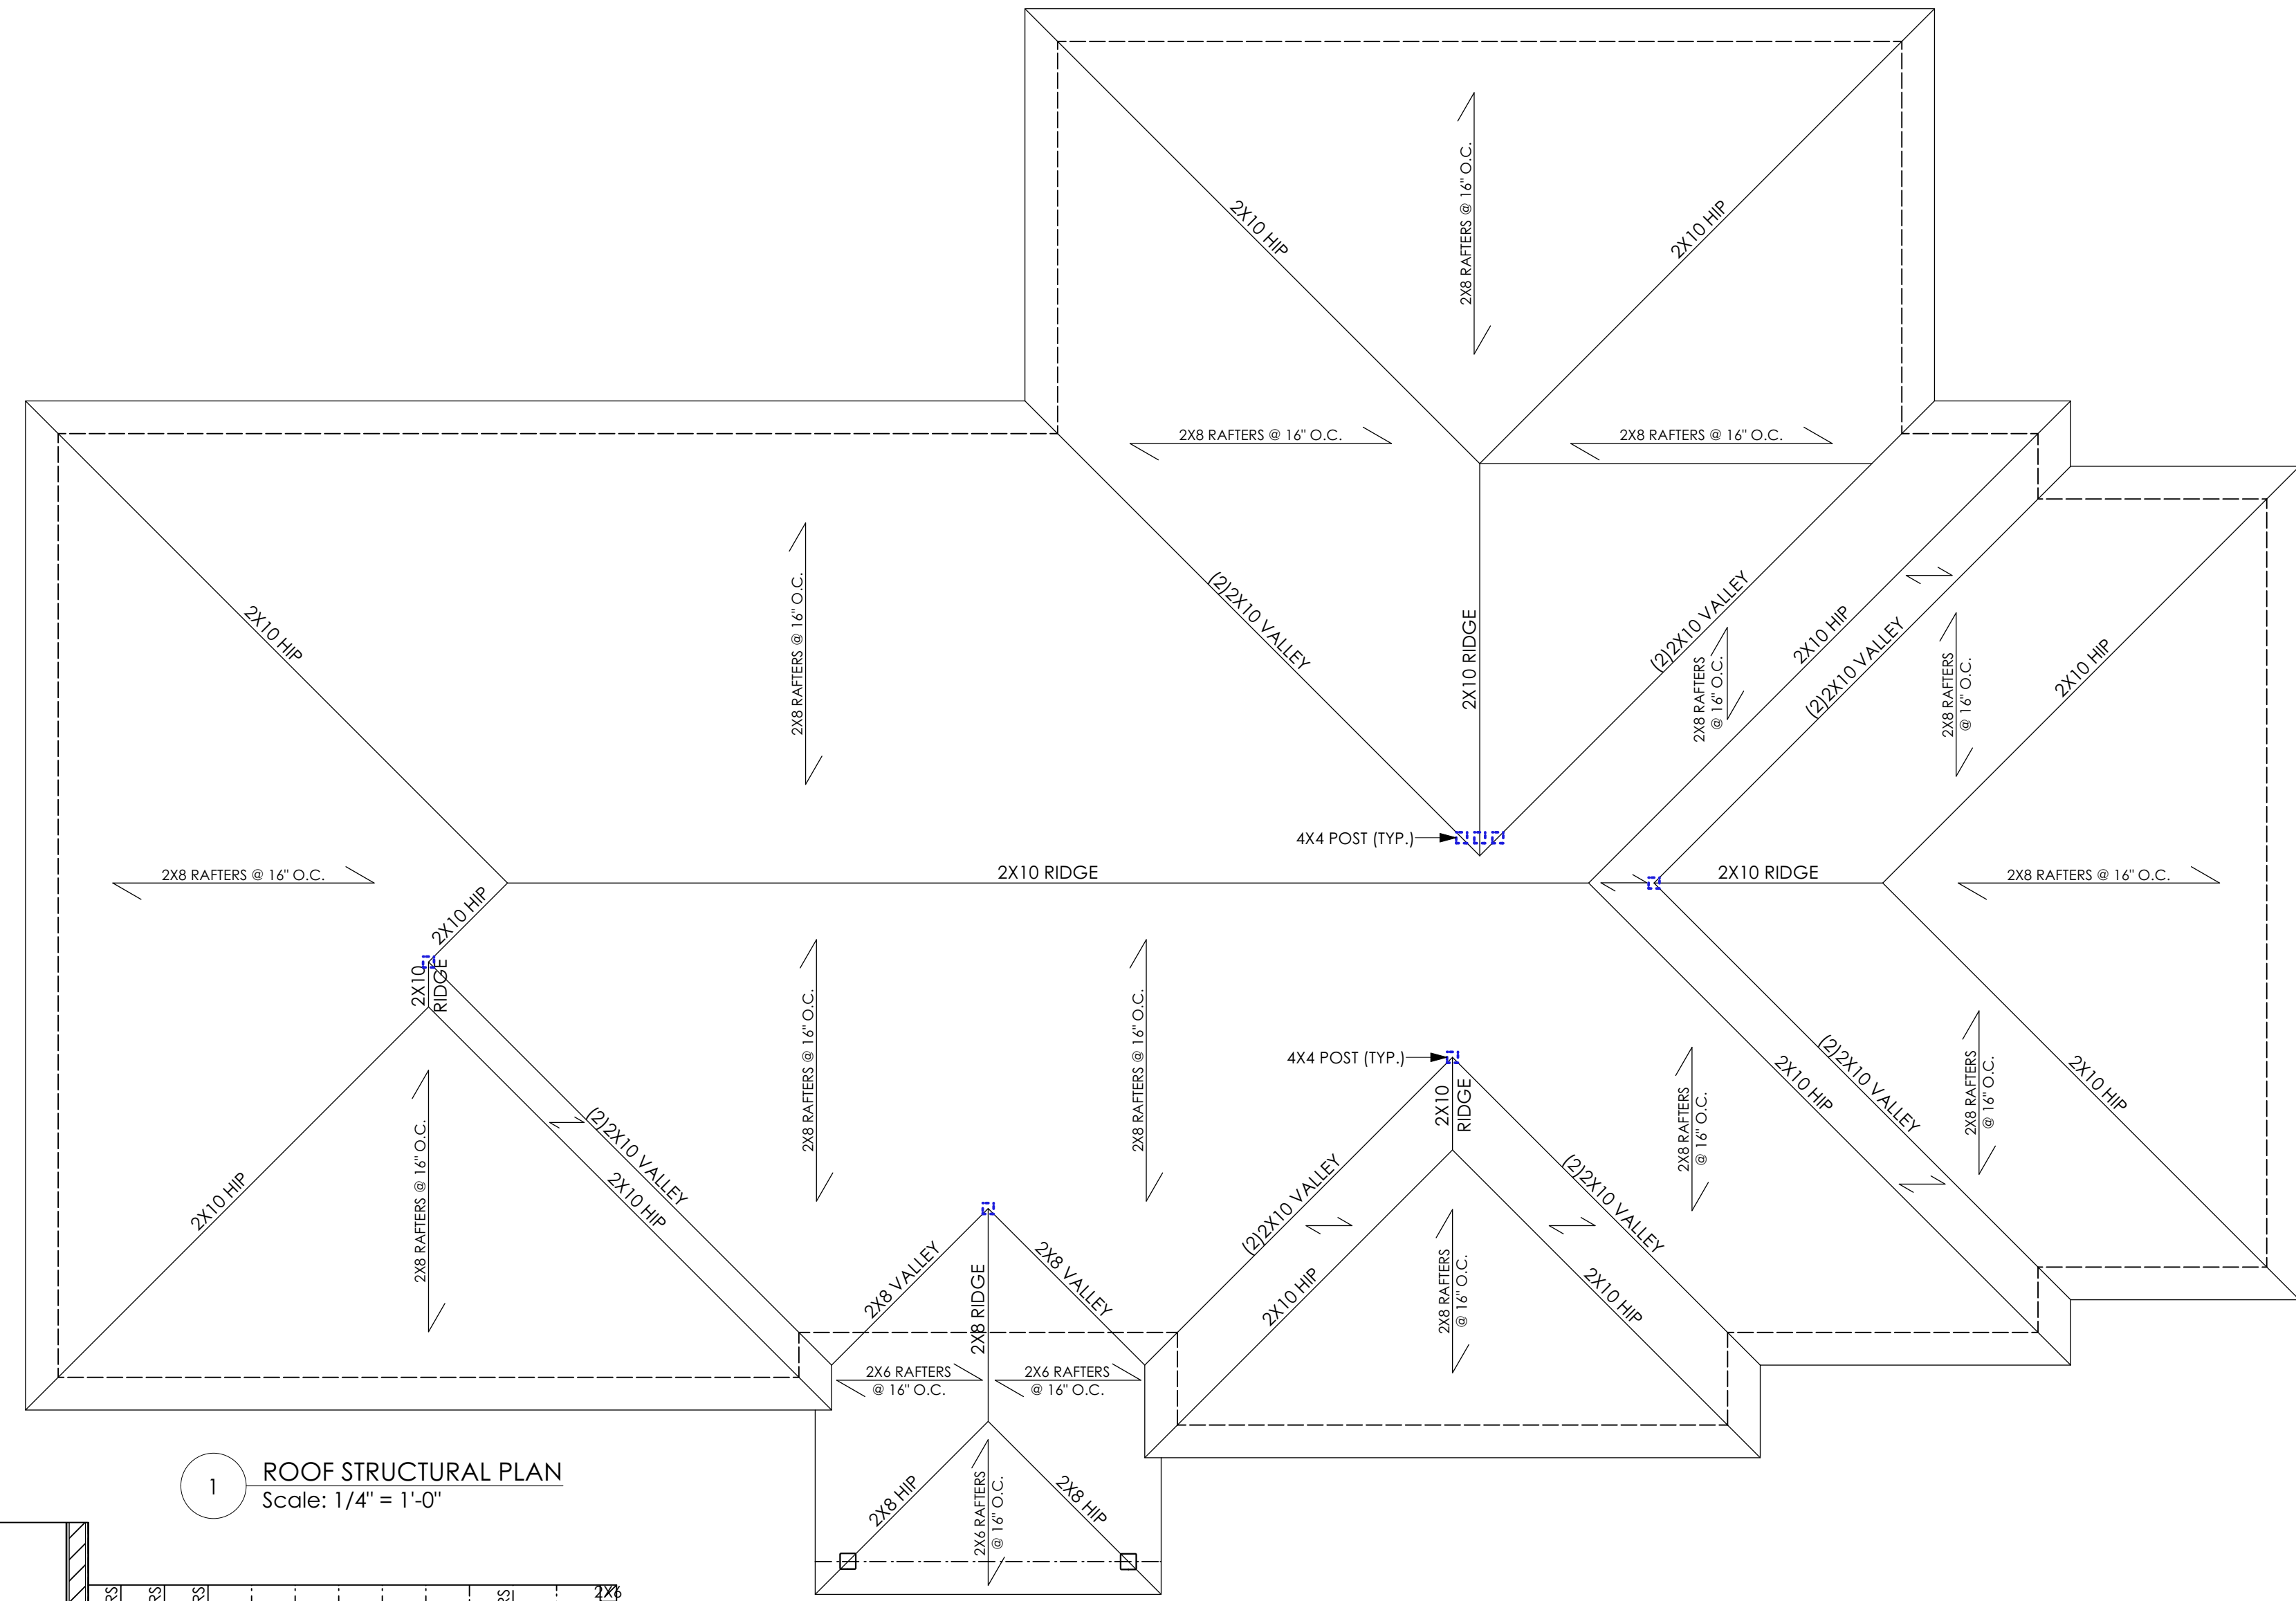 2X10 HIP
2X8 RAFTERS @ 16" O.C.
2X10 HIP
2X8 RAFTERS @ 16" O.C.
2X8 RAFTERS @ 16" O.C.
2X10 HIP
2X8 RAFTERS @ 16" O.C.
(2)2X10 VALLEY
2X10 RIDGE
(2)2X10 VALLEY
2X8 RAFTERS
@ 16" O.C.
2X10 HIP
(2)2X10 VALLEY
2X8 RAFTERS
@ 16" O.C.
2X10 HIP
4X4 POST (TYP.)
2X8 RAFTERS @ 16" O.C.
2X10 HIP
2X10 RIDGE
2X10 RIDGE
2X8 RAFTERS @ 16" O.C.
2X10
RIDGE
2X8 RAFTERS @ 16" O.C.
2X8 RAFTERS @ 16" O.C.
4X4 POST (TYP.)
2X10
RIDGE
2X8 RAFTERS
@ 16" O.C.
2X10 HIP
(2)2X10 VALLEY
2X8 RAFTERS
@ 16" O.C.
2X10 HIP
2X10 HIP
2X8 RAFTERS @ 16" O.C.
(2)2X10 VALLEY
2X10 HIP
2X8 VALLEY
2X8 RIDGE
2X8 VALLEY
(2)2X10 VALLEY
2X10 HIP
2X8 RAFTERS
@ 16" O.C.
(2)2X10 VALLEY
2X10 HIP
2X6 RAFTERS
@ 16" O.C.
2X6 RAFTERS
@ 16" O.C.
2X8 HIP
2X6 RAFTERS
@ 16" O.C.
2X8 HIP
1
ROOF STRUCTURAL PLAN
Scale: 1/4" = 1'-0"
2X6